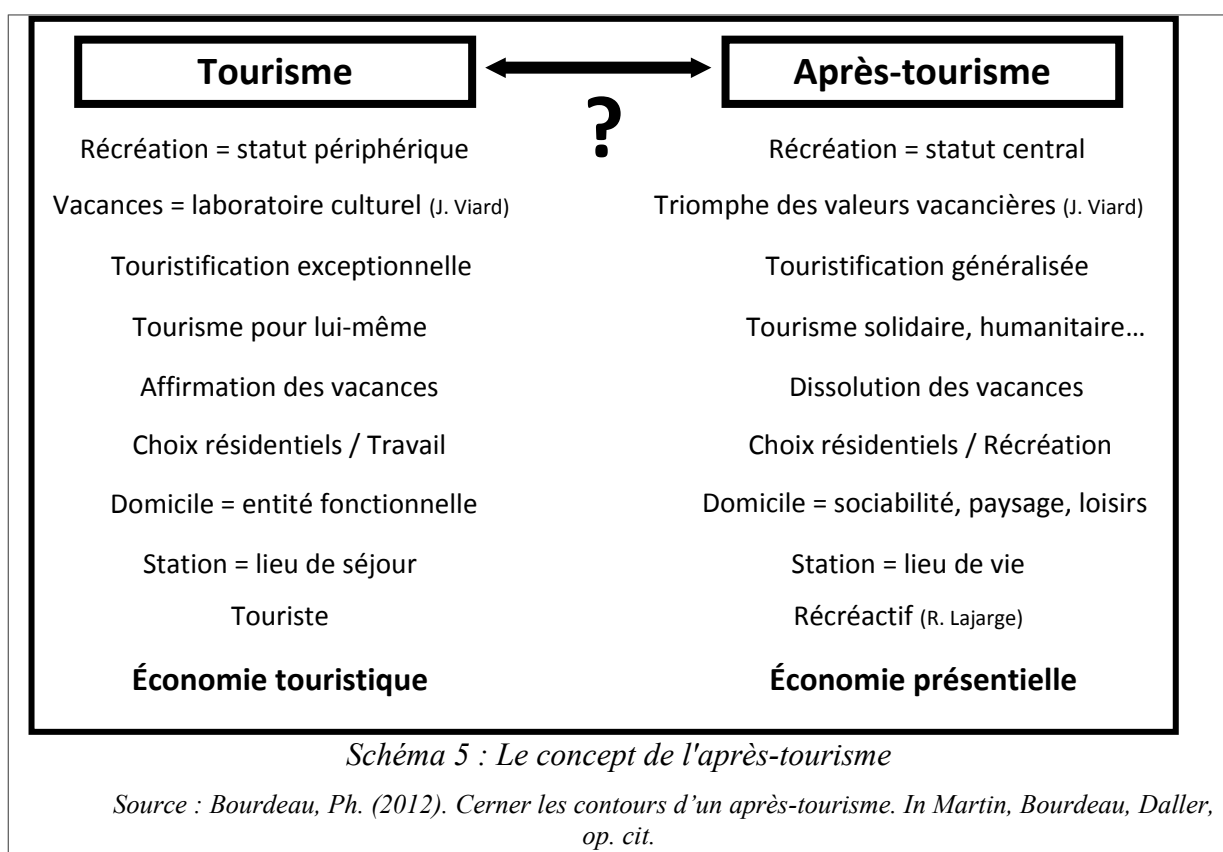 Tourisme
Après-tourisme
?
Récréation = statut périphérique
Récréation = statut central
Vacances = laboratoire culturel (J. Viard)
Triomphe des valeurs vacancières (J. Viard)
Touristification exceptionnelle
Touristification généralisée
Tourisme pour lui-même
Tourisme solidaire, humanitaire…
Affirmation des vacances
Dissolution des vacances
Choix résidentiels / Travail
Choix résidentiels / Récréation
Domicile = entité fonctionnelle
Domicile = sociabilité, paysage, loisirs
Station = lieu de séjour
Station = lieu de vie
Touriste
Récréactif (R. Lajarge)
Économie touristique
Économie présentielle
Schéma 5 : Le concept de l'après-tourisme
Source : Bourdeau, Ph. (2012). Cerner les contours d’un après-tourisme. In Martin, Bourdeau, Daller,
op. cit.